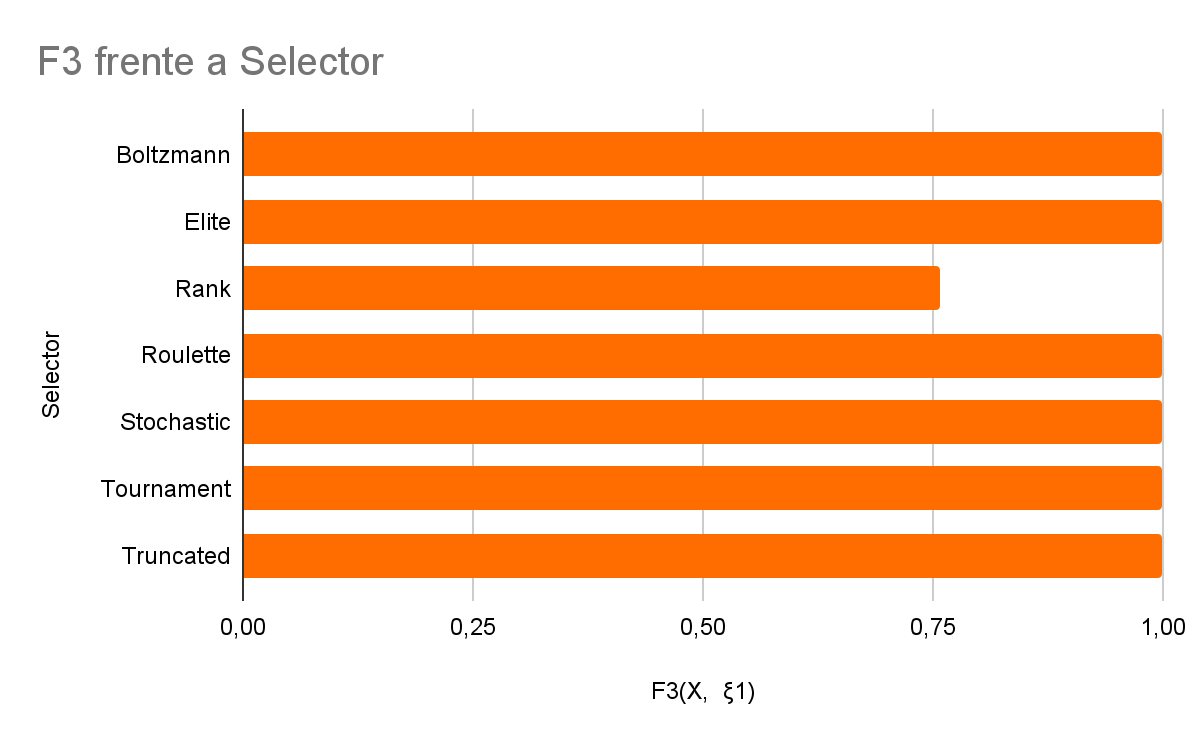 F3 frente a Selector
Boltzmann
Elite
Rank
Roulette
Stochastic
Tournament
Truncated
Selector
0,00 0,25 0,50 0,75 1,00
F3(X, ξ1)